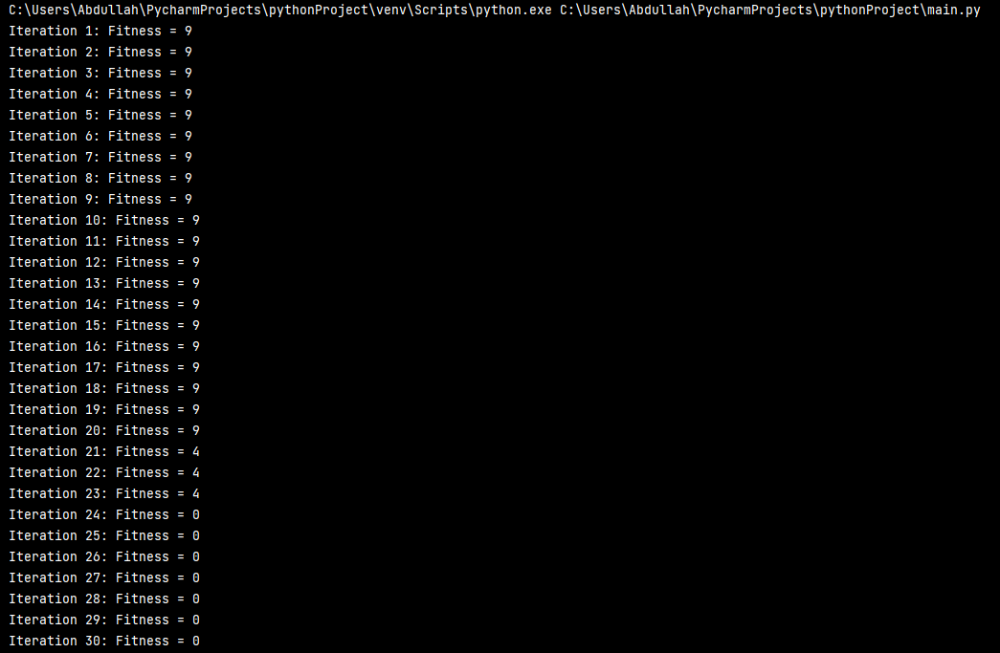 C:\Users\Abdullah\PycharmProjects\pythonProject\venv\Scripts\python.exe C:\Users\Abdullah\PycharmProjects\pythonProject\main.py
Iteration 1: Fitness = 9
Iteration 2: Fitness = 9
Iteration 3: Fitness = 9
Iteration 4: Fitness = 9
Iteration 5: Fitness = 9
Iteration 6: Fitness = 9
Iteration 7: Fitness = 9
Iteration 8: Fitness = 9
Iteration 9: Fitness = 9
Iteration 10: Fitness = 9
Iteration 11: Fitness = 9
Iteration 12: Fitness = 9
Iteration 13: Fitness = 9
Iteration 14: Fitness = 9
Iteration 15: Fitness = 9
Iteration 16: Fitness = 9
Iteration 17: Fitness = 9
Iteration 18: Fitness = 9
Iteration 19: Fitness = 9
Iteration 20: Fitness = 9
Iteration 21: Fitness = 4
Iteration 22: Fitness = 4
Iteration 23: Fitness = 4
Iteration 24: Fitness = 0
Iteration 25: Fitness = 0
Iteration 26: Fitness = 0
Iteration 27: Fitness = 0
Iteration 28: Fitness = 0
Iteration 29: Fitness = 0
Iteration 30: Fitness = 0